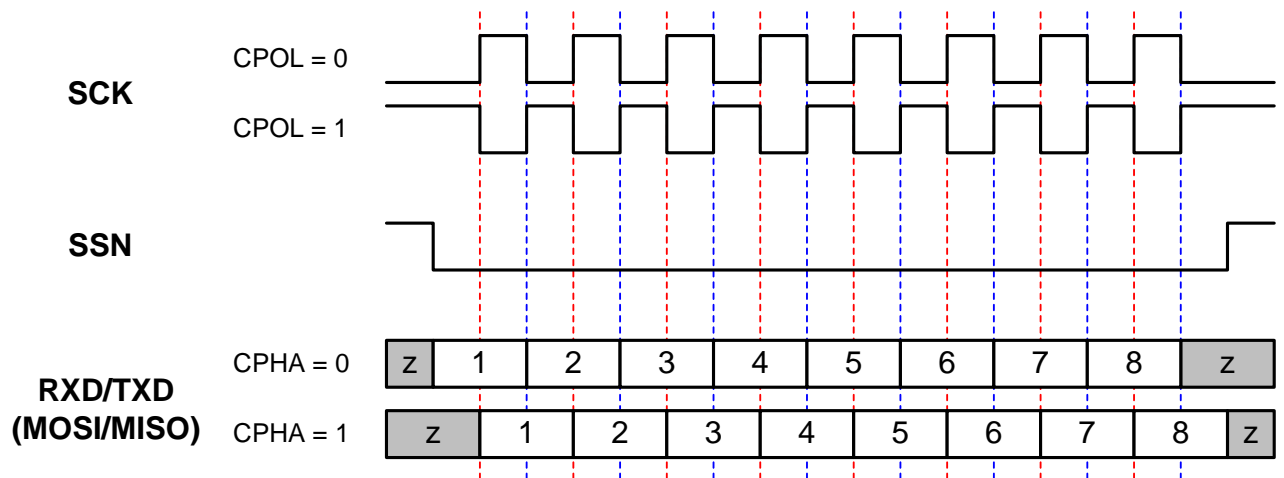 CPOL = 0
SCK
CPOL = 1
SSN
z 1 2 3 4 5 6 7 8 z
CPHA = 0
RXD/TXD
(MOSI/MISO)
CPHA = 1
z 1 2 3 4 5 6 7 8 z